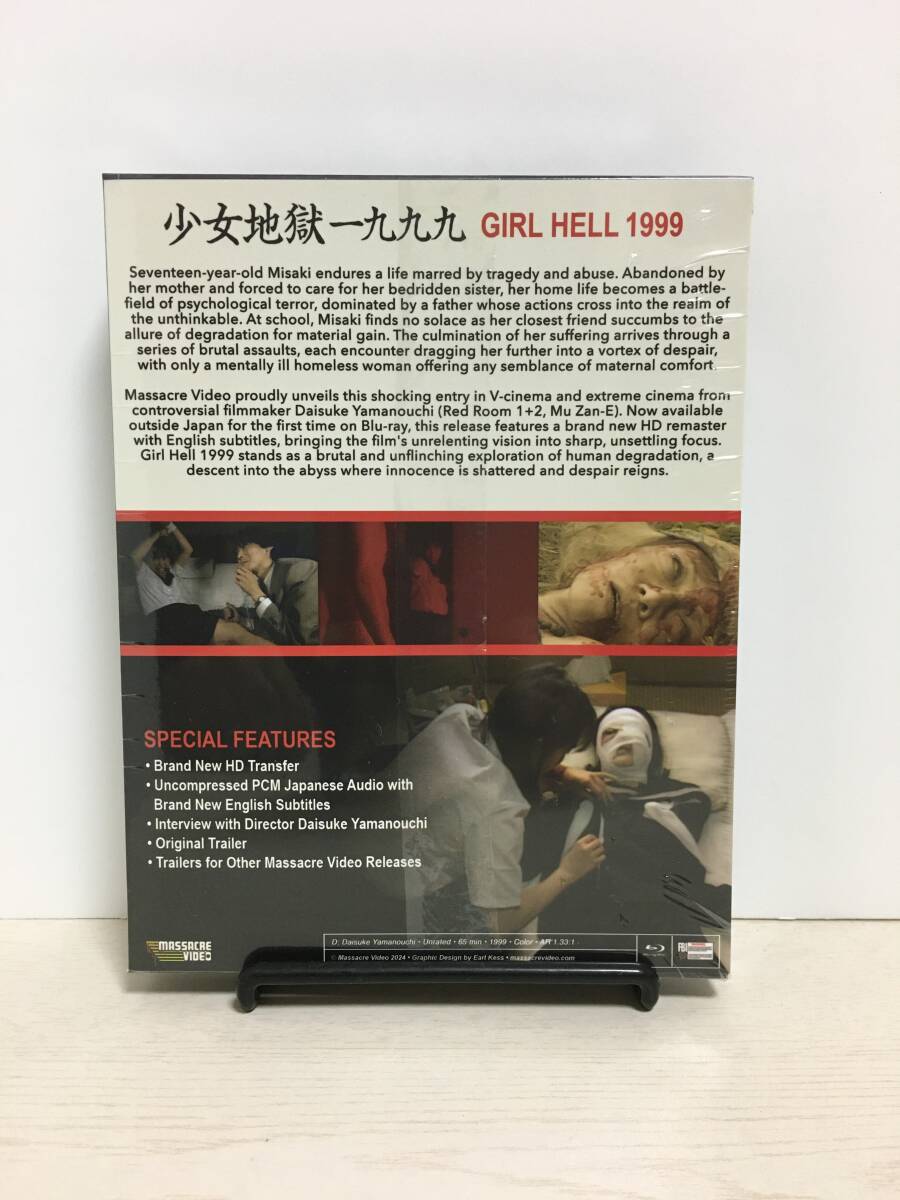 少女地獄一九九九 GIRL HELL 1999
Seventeen-year-old Misaki endures a life marred by tragedy and abuse. Abandoned by
her mother and forced to care for her bedridden sister, her home life becomes a battle-
field of psychological terror, dominated by a father whose actions cross into the realm of
the unthinkable. At school, Misaki finds no solace as her closest friend succumbs to the
allure of degradation for material gain. The culmination of her suffering arrives through a
series of brutal assaults, each encounter dragging her further into a vortex of despair,
with only a mentally ill homeless woman offering any semblance of maternal comfort.
Massacre Video proudly unveils this shocking entry in V-cinema and extreme cinema from
controversial filmmaker Daisuke Yamanouchi (Red Room 1+2, Mu Zan-E). Now available
outside Japan for the first time on Blu-ray, this release features a brand new HD remaster
with English subtitles, bringing the film's unrelenting vision into sharp, unsettling focus.
Girl Hell 1999 stands as a brutal and unflinching exploration of human degradation, a
descent into the abyss where innocence is shattered and despair reigns.
SPECIAL FEATURES
• Brand New HD Transfer
• Uncompressed PCM Japanese Audio with
Brand New English Subtitles
• Interview with Director Daisuke Yamanouchi
• Original Trailer
• Trailers for Other Massacre Video Releases
MASSACRE
VIDEO
D: Daisuke Yamanouchi • Unrated • 65 min • 1999 • Color • AR 1.33:1
© Massacre Video 2024 • Graphic Design by Earl Kess • massacrevideo.com
FBI